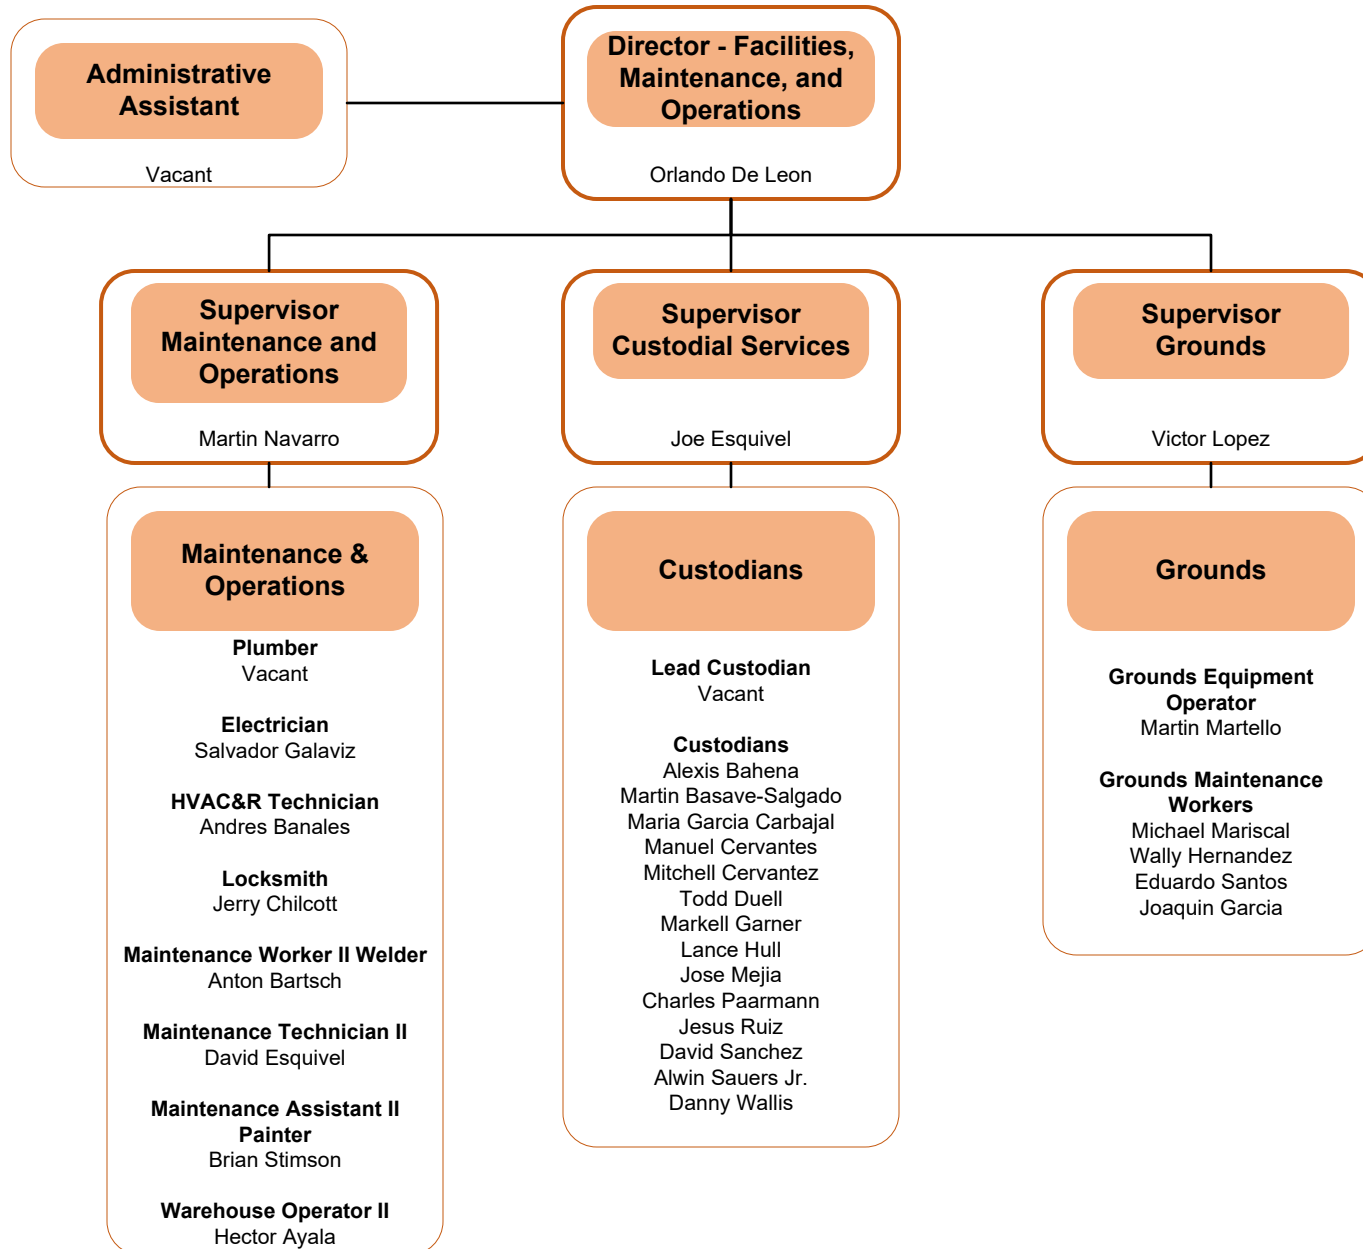 Administrative
Assistant
Vacant
Director - Facilities,
Maintenance, and
Operations
Orlando De Leon
Supervisor
Maintenance and
Operations
Martin Navarro
Supervisor
Custodial Services
Joe Esquivel
Supervisor
Grounds
Victor Lopez
Maintenance &
Operations
Plumber
Vacant
Electrician
Salvador Galaviz
HVAC&R Technician
Andres Banales
Locksmith
Jerry Chilcott
Maintenance Worker II Welder
Anton Bartsch
Maintenance Technician II
David Esquivel
Maintenance Assistant II
Painter
Brian Stimson
Warehouse Operator II
Hector Ayala
Custodians
Lead Custodian
Vacant
Custodians
Alexis Bahena
Martin Basave-Salgado
Maria Garcia Carbajal
Manuel Cervantes
Mitchell Cervantez
Todd Duell
Markell Garner
Lance Hull
Jose Mejia
Charles Paarmann
Jesus Ruiz
David Sanchez
Alwin Sauers Jr.
Danny Wallis
Grounds
Grounds Equipment
Operator
Martin Martello
Grounds Maintenance
Workers
Michael Mariscal
Wally Hernandez
Eduardo Santos
Joaquin Garcia